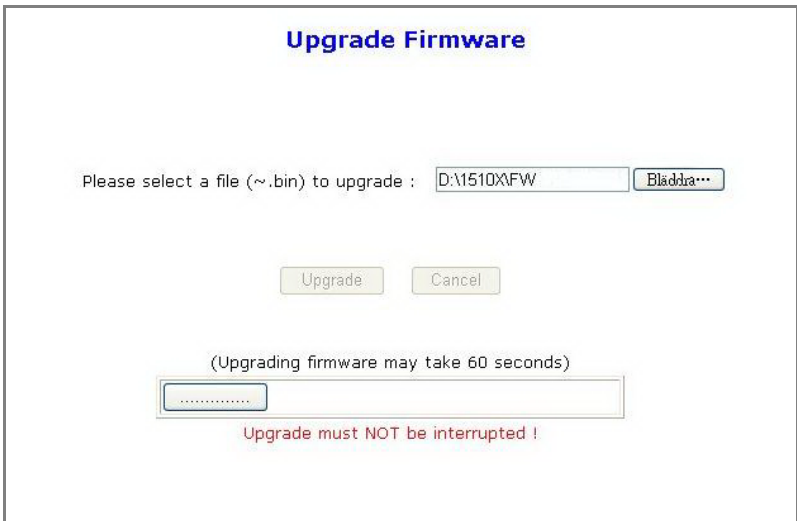 Upgrade Firmware
Please select a file (~.bin) to upgrade : D:\1510X\FW Bläddra...
Upgrade Cancel
(Upgrading firmware may take 60 seconds)
..............
Upgrade must NOT be interrupted !